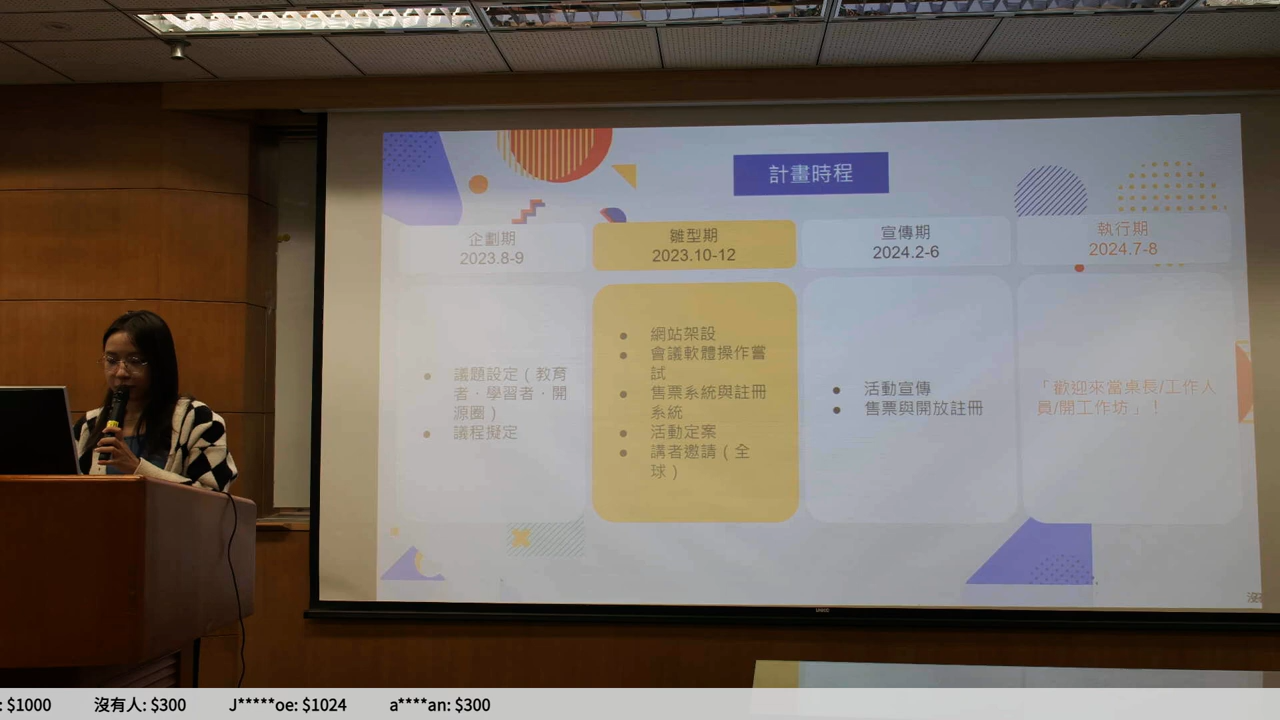 計畫時程
企劃期
2023.8-9
雛型期
2023.10-12
宣傳期
2024.2-6
執行期
2024.7-8
● 議題設定（教育
者．學習者．開
源圈）
● 議程擬定
● 網站架設
● 會議軟體操作嘗
試
● 售票系統與註冊
系統
● 活動定案
● 講者邀請（全
球）
● 活動宣傳
● 售票與開放註冊
「歡迎來當桌長/工作人
員/開工作坊」！
: $1000 沒有人: $300 J*****oe: $1024 a****an: $300